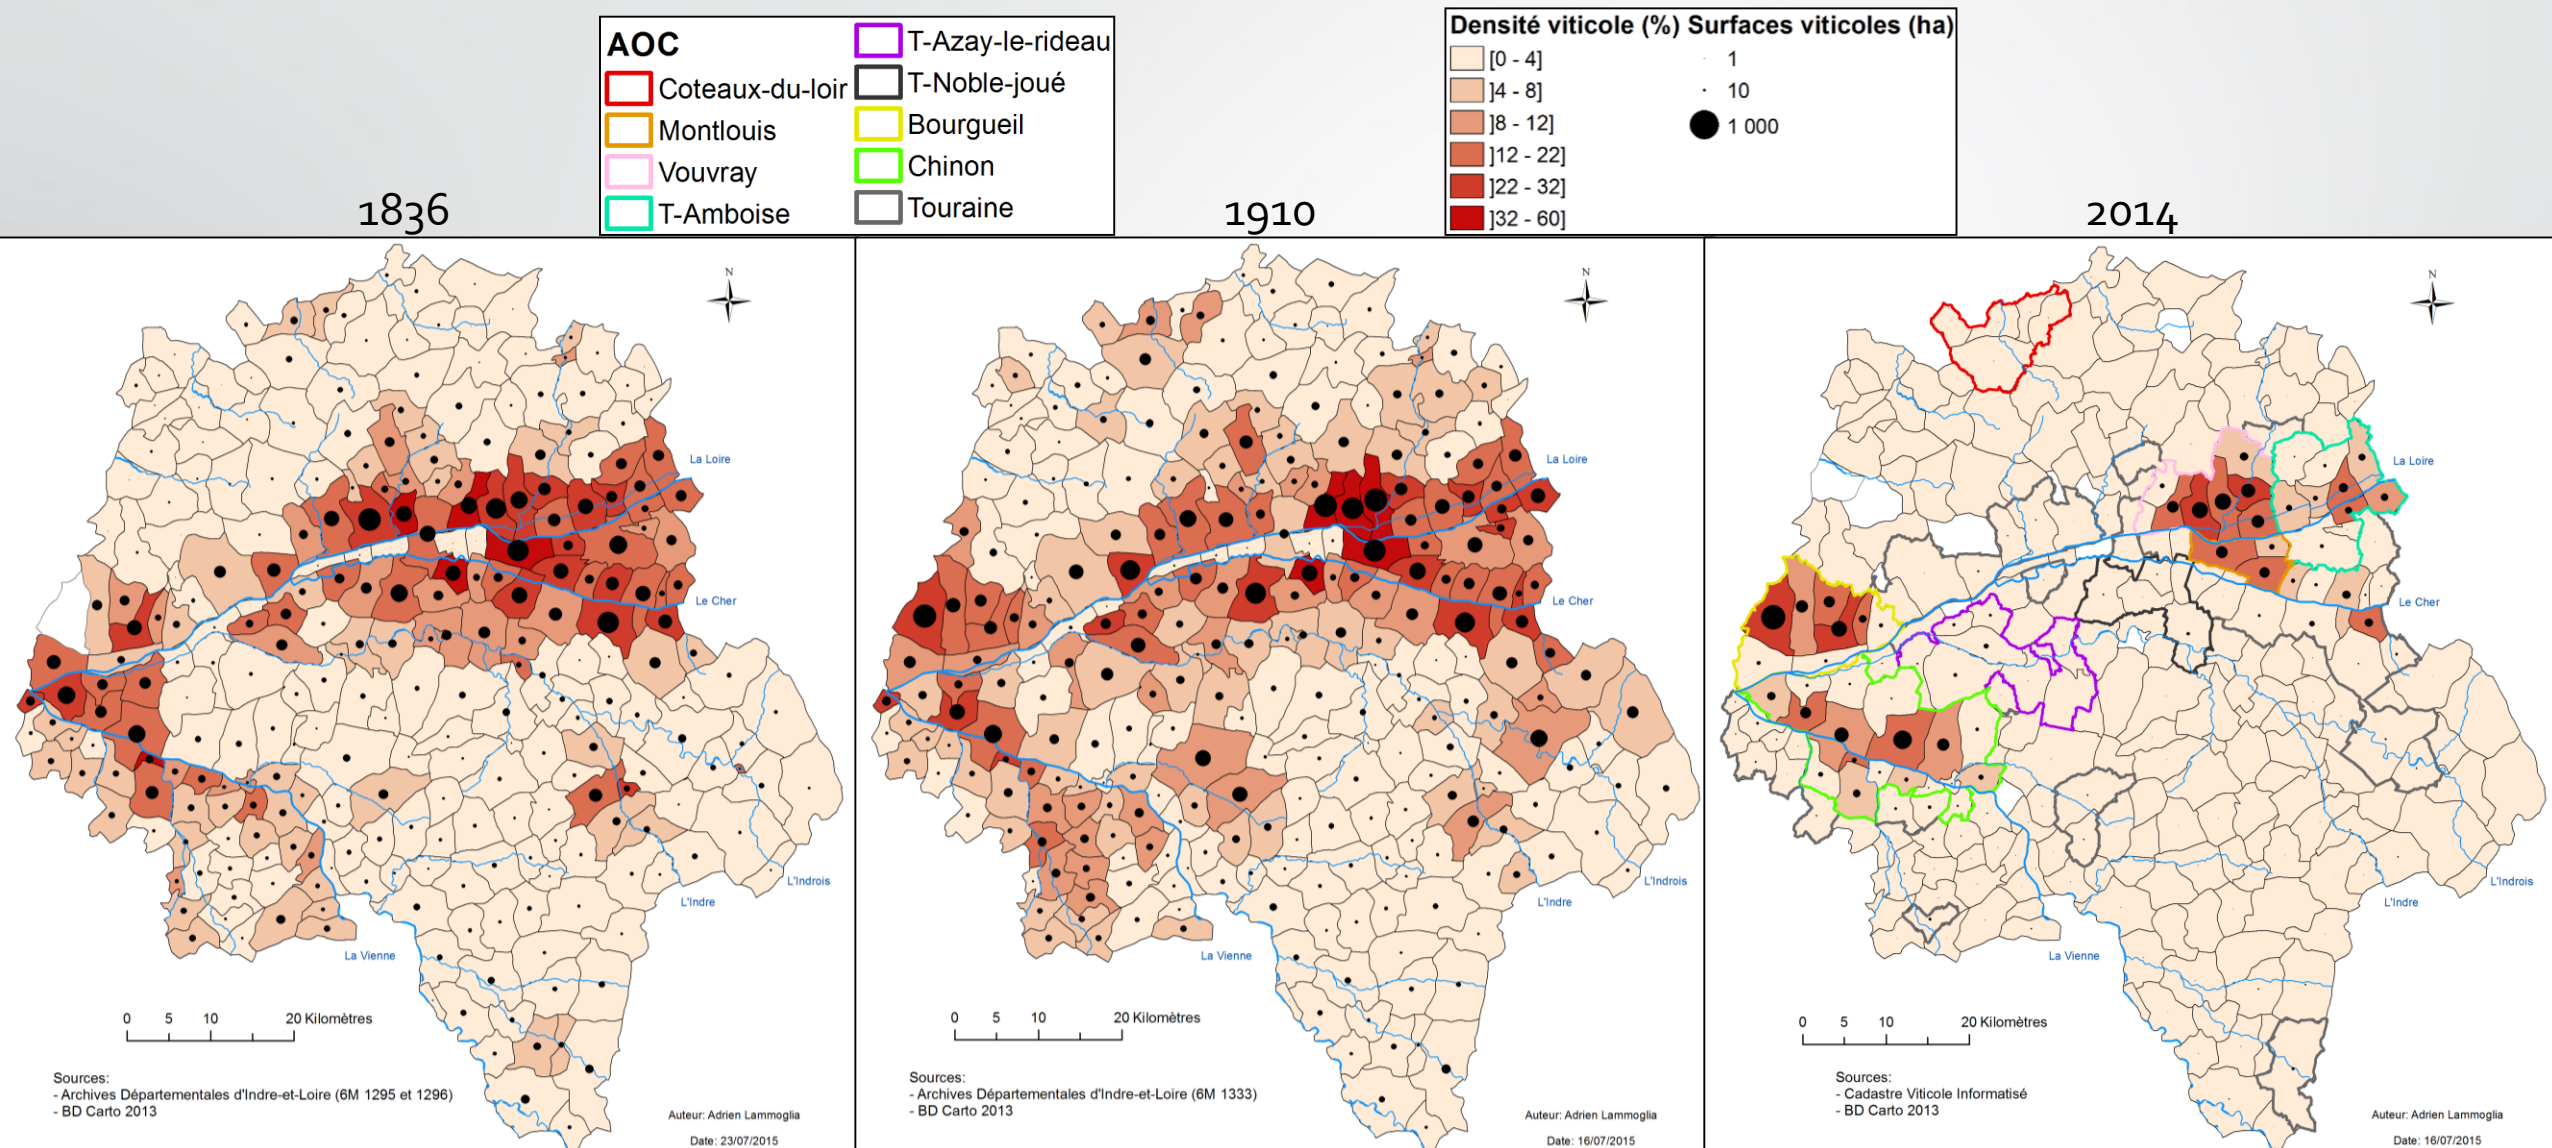 AOC
Coteaux-du-loir
Montlouis
Vouvray
T-Amboise
T-Azay-le-rideau
T-Noble-joué
Bourgueil
Chinon
Touraine
Densité viticole (%) Surfaces viticoles (ha)
[0 - 4]
]4 - 8]
]8 - 12]
]12 - 22]
]22 - 32]
]32 - 60]
1
10
1 000
1836
1910
2014
N
La Loire
Le Cher
L'Indrois
L'Indre
La Vienne
0 5 10 20 Kilomètres
Sources:
- Archives Départementales d'Indre-et-Loire (6M 1295 et 1296)
- BD Carto 2013
Auteur: Adrien Lammoglia
Date: 23/07/2015
N
La Loire
Le Cher
L'Indrois
L'Indre
La Vienne
0 5 10 20 Kilomètres
Sources:
- Archives Départementales d'Indre-et-Loire (6M 1333)
- BD Carto 2013
Auteur: Adrien Lammoglia
Date: 16/07/2015
N
La Loire
Le Cher
L'Indrois
L'Indre
La Vienne
0 5 10 20 Kilomètres
Sources:
- Cadastre Viticole Informatisé
- BD Carto 2013
Auteur: Adrien Lammoglia
Date: 16/07/2015